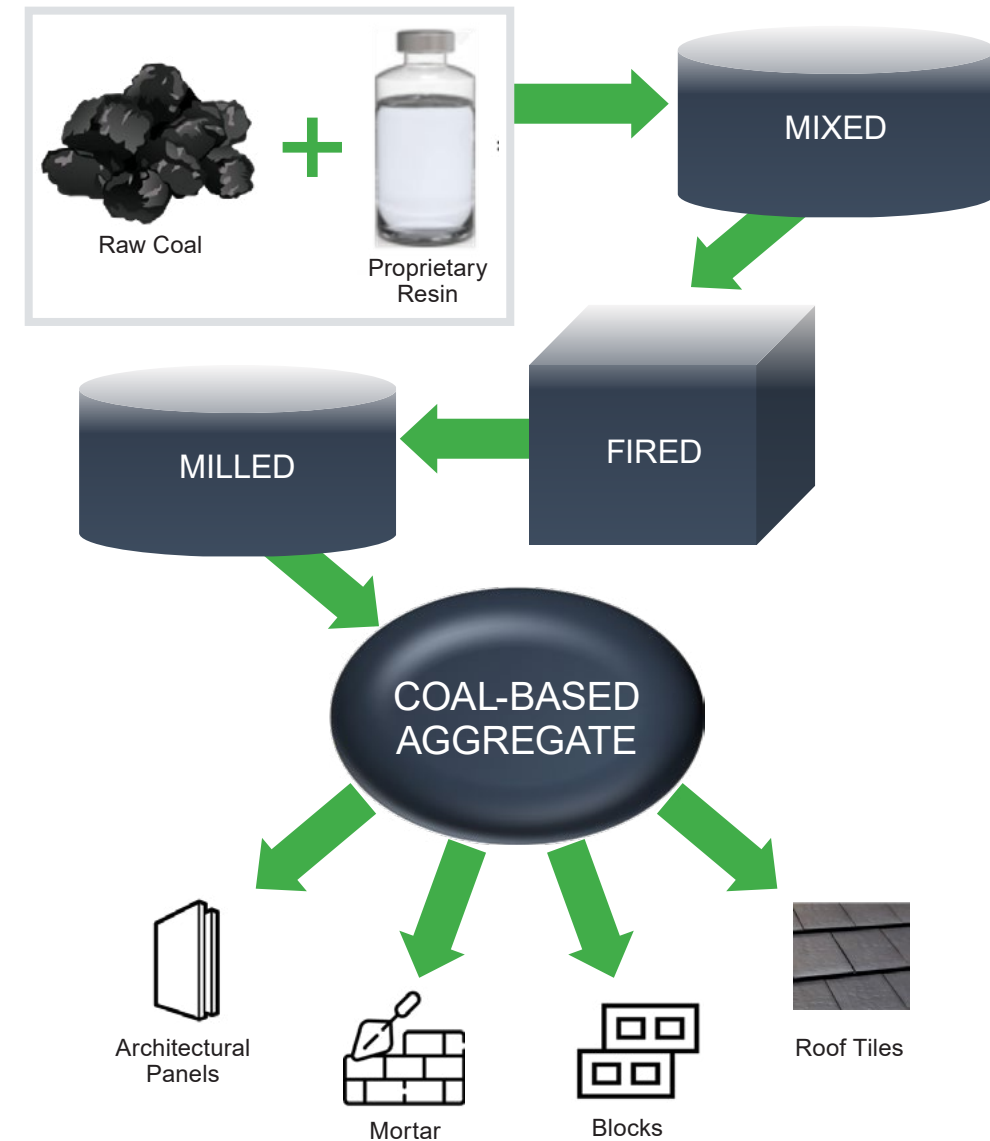 Raw Coal
Proprietary
Resin
MIXED
FIRED
MILLED
COAL-BASED
AGGREGATE
Architectural
Panels
Mortar
Blocks
Roof Tiles